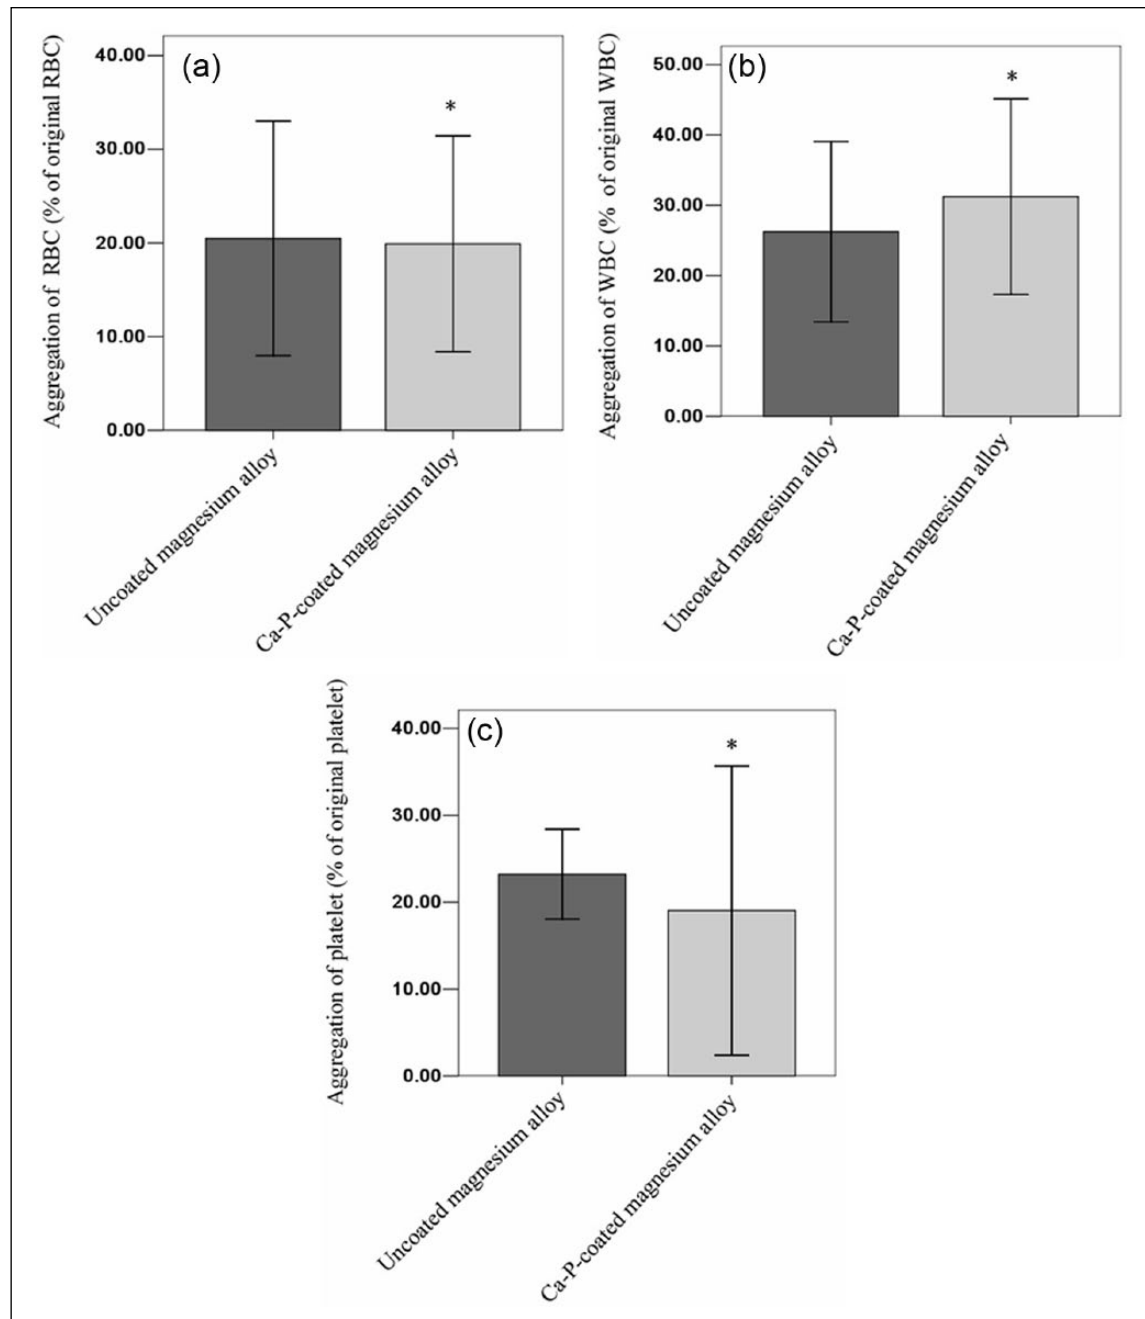 (a)
Aggregation of RBC (% of original RBC)
40.00
30.00
20.00
10.00
0.00
*
Uncoated magnesium alloy
Ca-P-coated magnesium alloy
(b)
Aggregation of WBC (% of original WBC)
50.00
40.00
30.00
20.00
10.00
0.00
*
Uncoated magnesium alloy
Ca-P-coated magnesium alloy
(c)
Aggregation of platelet (% of original platelet)
40.00
30.00
20.00
10.00
0.00
*
Uncoated magnesium alloy
Ca-P-coated magnesium alloy